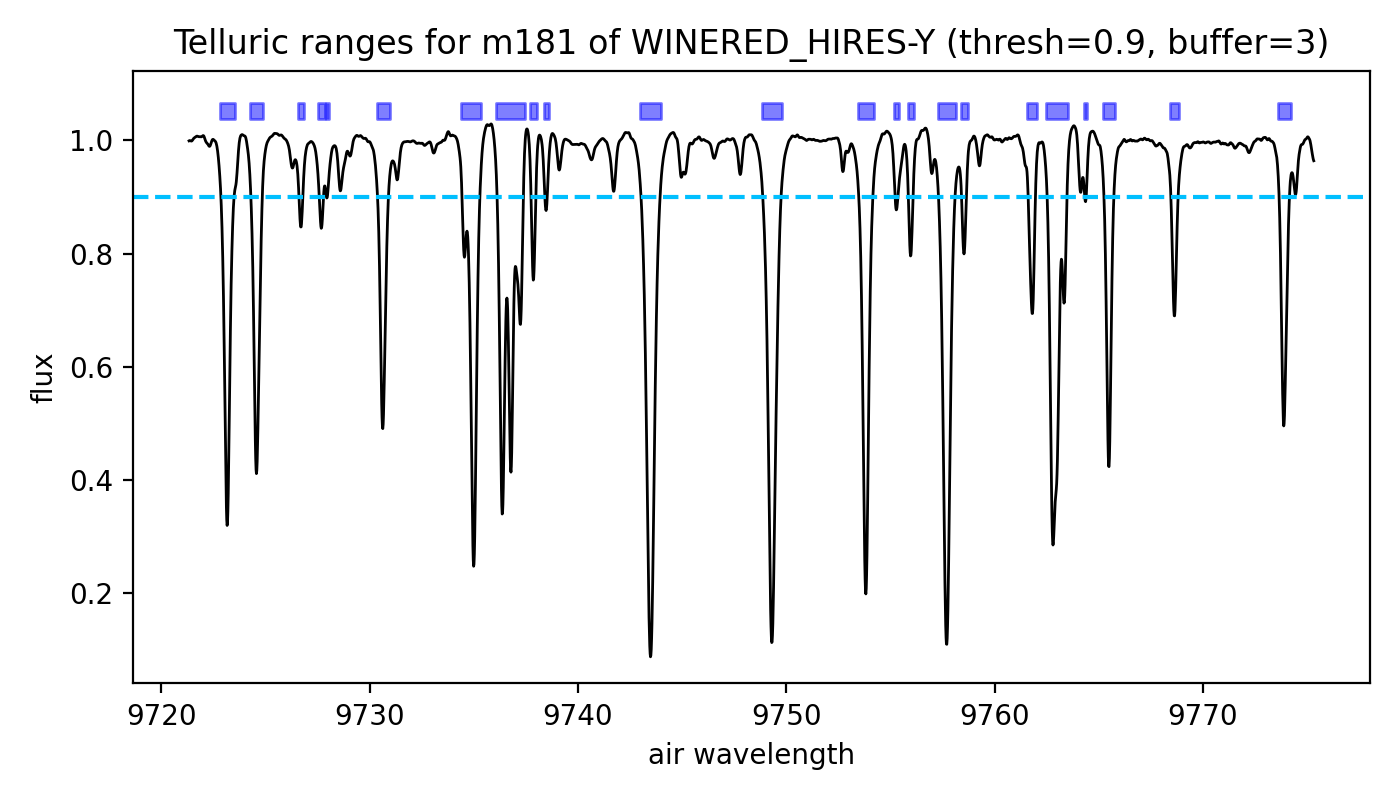 Telluric ranges for m181 of WINERED_HIRES-Y (thresh=0.9, buffer=3)
1.0
0.8
0.6
0.4
0.2
flux
9720 9730 9740 9750 9760 9770
air wavelength